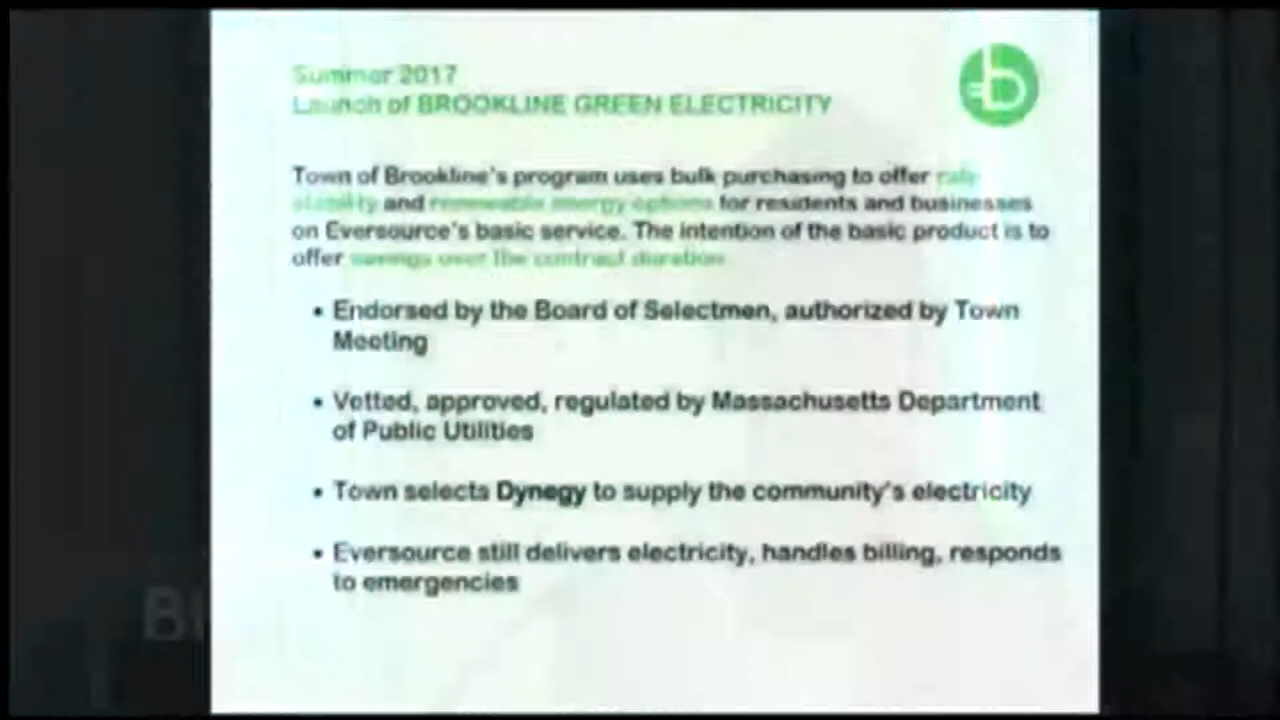 Summer 2017
Launch of BROOKLINE GREEN ELECTRICITY
b
Town of Brookline's program uses bulk purchasing to offer rate
stability and renewable energy options for residents and businesses
on Eversource's basic service. The intention of the basic product is to
offer savings over the contract duration.
• Endorsed by the Board of Selectmen, authorized by Town
Meeting
• Vetted, approved, regulated by Massachusetts Department
of Public Utilities
• Town selects Dynegy to supply the community's electricity
• Eversource still delivers electricity, handles billing, responds
to emergencies